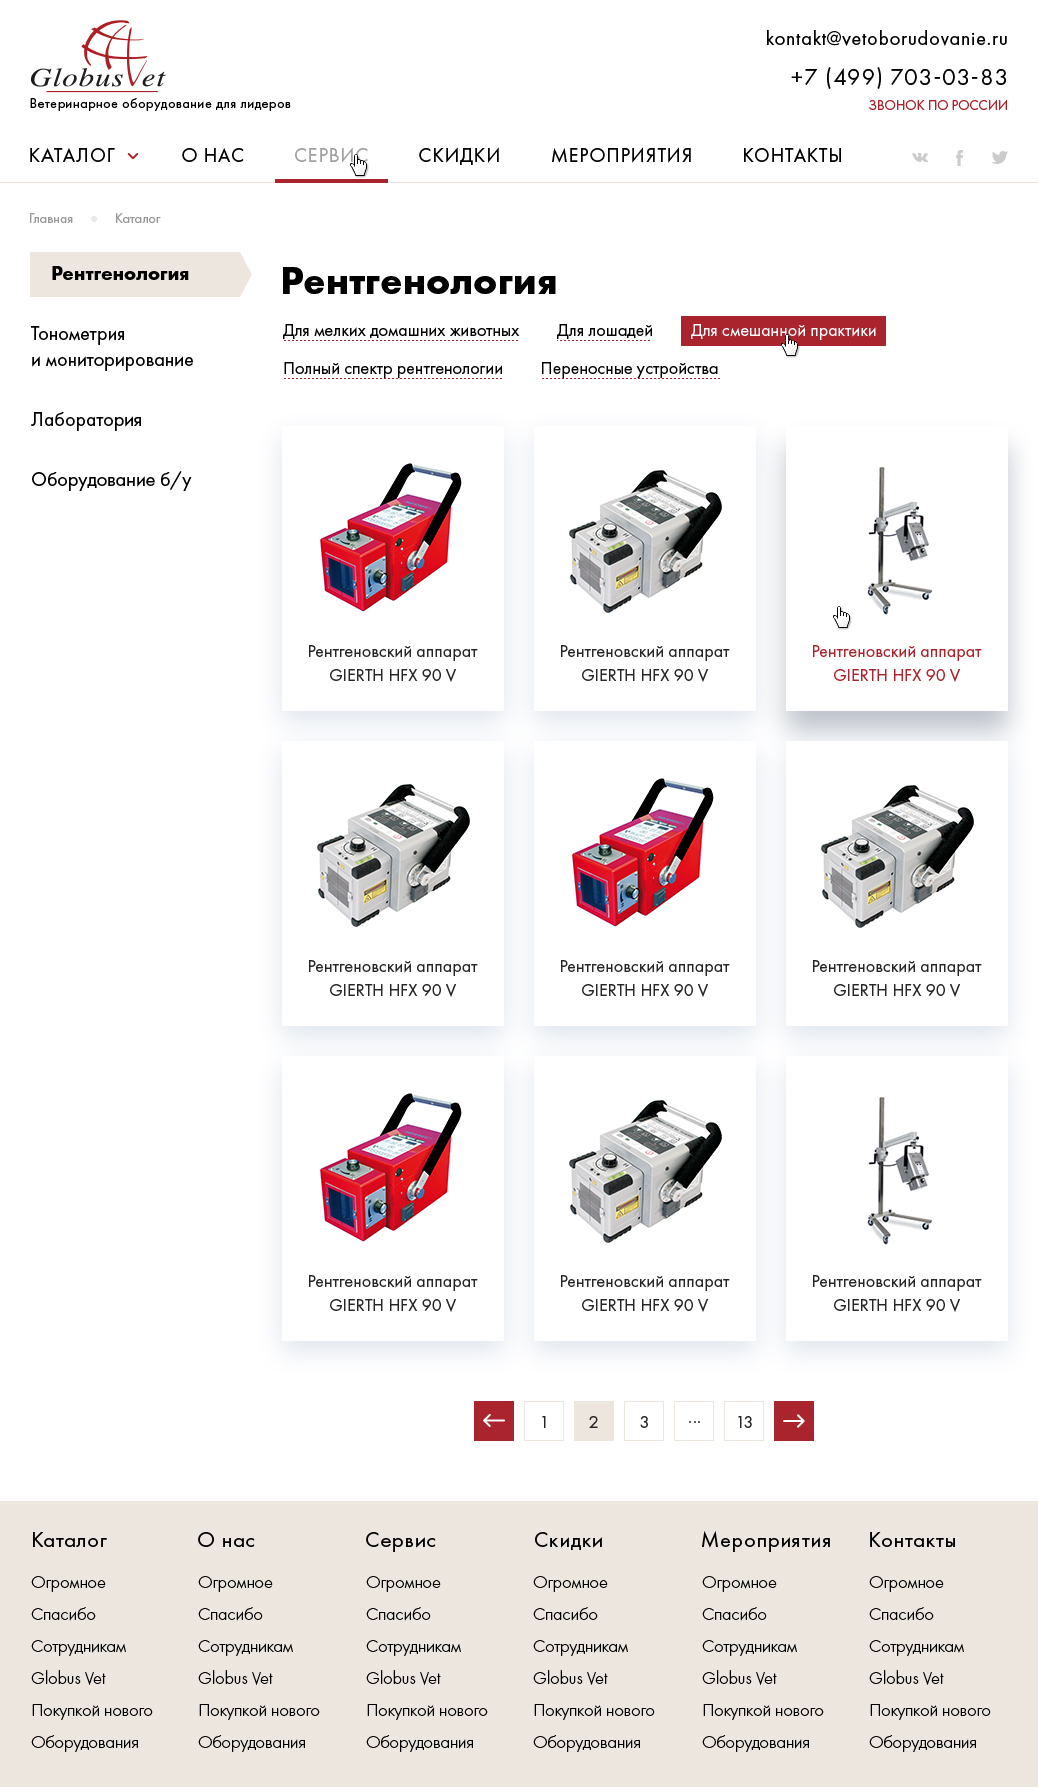 GlobusVet
Ветеринарное оборудование для лидеров
kontakt@vetoborudovanie.ru
+7 (499) 703-03-83
ЗВОНОК ПО РОССИИ
КАТАЛОГ О НАС СЕРВИС СКИДКИ МЕРОПРИЯТИЯ КОНТАКТЫ
Главная Каталог
Рентгенология
Тонометрия
и мониторирование
Лаборатория
Оборудование б/у
Рентгенология
Для мелких домашних животных Для лошадей Для смешанной практики
Полный спектр рентгенологии Переносные устройства
Рентгеновский аппарат
GIERTH HFX 90 V
Рентгеновский аппарат
GIERTH HFX 90 V
Рентгеновский аппарат
GIERTH HFX 90 V
Рентгеновский аппарат
GIERTH HFX 90 V
Рентгеновский аппарат
GIERTH HFX 90 V
Рентгеновский аппарат
GIERTH HFX 90 V
Рентгеновский аппарат
GIERTH HFX 90 V
Рентгеновский аппарат
GIERTH HFX 90 V
Рентгеновский аппарат
GIERTH HFX 90 V
1 2 3 ... 13
Каталог
Огромное
Спасибо
Сотрудникам
Globus Vet
Покупкой нового
Оборудования
О нас
Огромное
Спасибо
Сотрудникам
Globus Vet
Покупкой нового
Оборудования
Сервис
Огромное
Спасибо
Сотрудникам
Globus Vet
Покупкой нового
Оборудования
Скидки
Огромное
Спасибо
Сотрудникам
Globus Vet
Покупкой нового
Оборудования
Мероприятия
Огромное
Спасибо
Сотрудникам
Globus Vet
Покупкой нового
Оборудования
Контакты
Огромное
Спасибо
Сотрудникам
Globus Vet
Покупкой нового
Оборудования